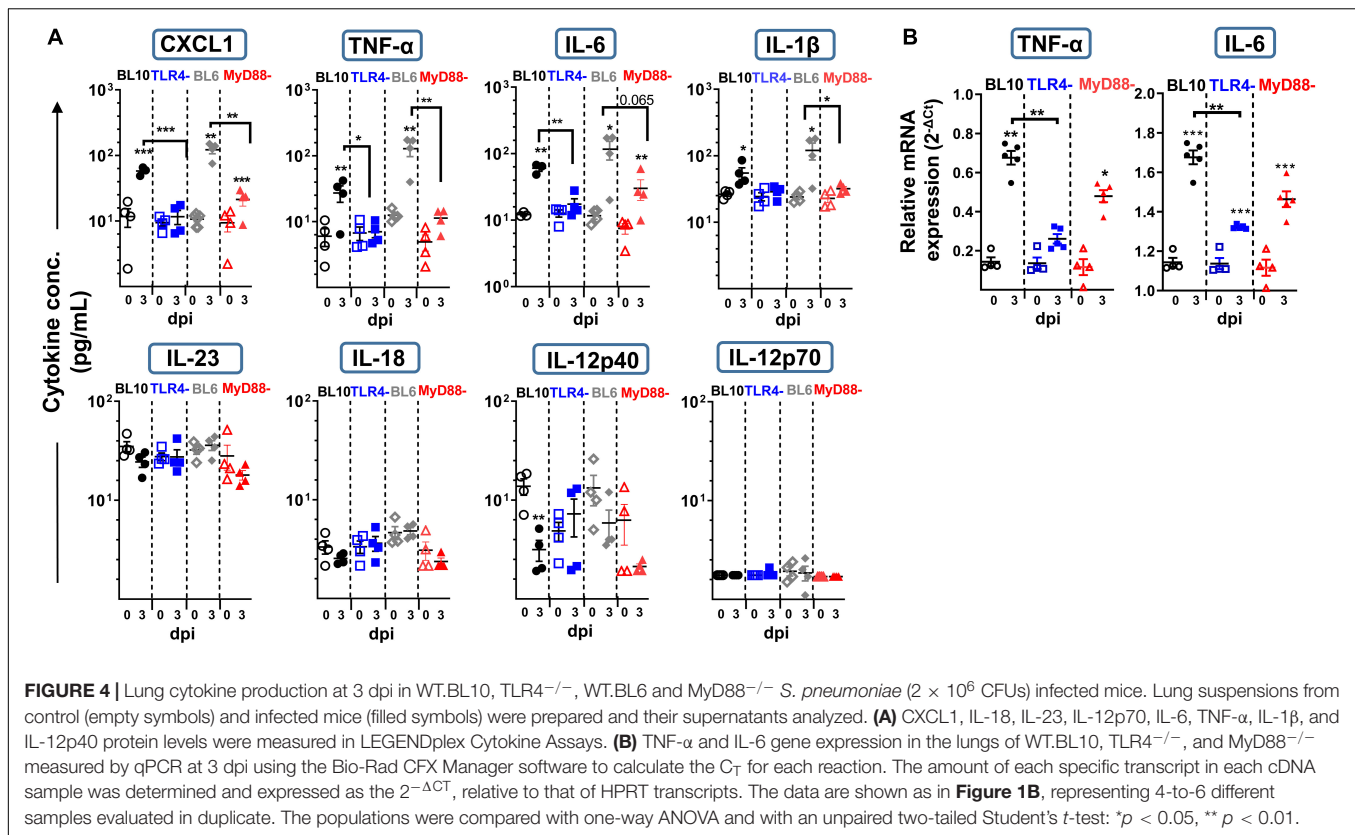 A
B
CXCL1
TNF-α
IL-6
IL-1β
TNF-α
IL-6
BL10 TLR4- BL6 MyD88-
BL10 TLR4- BL6 MyD88-
BL10 TLR4- BL6 MyD88-
BL10 TLR4- BL6 MyD88-
BL10 TLR4- MyD88-
BL10 TLR4- MyD88-
10³
10²
10¹
10⁰
*** *** ** ** ***
10³
10²
10¹
10⁰
** * ** **
10³
10²
10¹
10⁰
** ** * 0.065 **
10³
10²
10¹
10⁰
* * *
Relative mRNA
expression (2-ΔCt)
1.0
0.8
0.6
0.4
0.2
** ** *
2.0
1.8
1.6
1.4
1.2
1.0
*** ** *** ***
0 3 0 3 0 3 0 3
0 3 0 3 0 3 0 3
0 3 0 3 0 3 0 3
0 3 0 3 0 3 0 3
0 3 0 3 0 3
0 3 0 3 0 3
dpi
dpi
dpi
dpi
dpi
dpi
Cytokine conc.
(pg/mL)
IL-23
IL-18
IL-12p40
IL-12p70
BL10 TLR4- BL6 MyD88-
BL10 TLR4- BL6 MyD88-
BL10 TLR4- BL6 MyD88-
BL10 TLR4- BL6 MyD88-
10²
10¹
10²
10¹
10²
10¹
**
10²
10¹
0 3 0 3 0 3 0 3
0 3 0 3 0 3 0 3
0 3 0 3 0 3 0 3
0 3 0 3 0 3 0 3
dpi
dpi
dpi
dpi
FIGURE 4 | Lung cytokine production at 3 dpi in WT.BL10, TLR4−/−, WT.BL6 and MyD88−/− S. pneumoniae (2 × 10⁶ CFUs) infected mice. Lung suspensions from
control (empty symbols) and infected mice (filled symbols) were prepared and their supernatants analyzed. (A) CXCL1, IL-18, IL-23, IL-12p70, IL-6, TNF-α, IL-1β, and
IL-12p40 protein levels were measured in LEGENDplex Cytokine Assays. (B) TNF-α and IL-6 gene expression in the lungs of WT.BL10, TLR4−/−, and MyD88−/−
measured by qPCR at 3 dpi using the Bio-Rad CFX Manager software to calculate the CT for each reaction. The amount of each specific transcript in each cDNA
sample was determined and expressed as the 2−ΔCT, relative to that of HPRT transcripts. The data are shown as in Figure 1B, representing 4-to-6 different
samples evaluated in duplicate. The populations were compared with one-way ANOVA and with an unpaired two-tailed Student's t-test: *p < 0.05, ** p < 0.01.